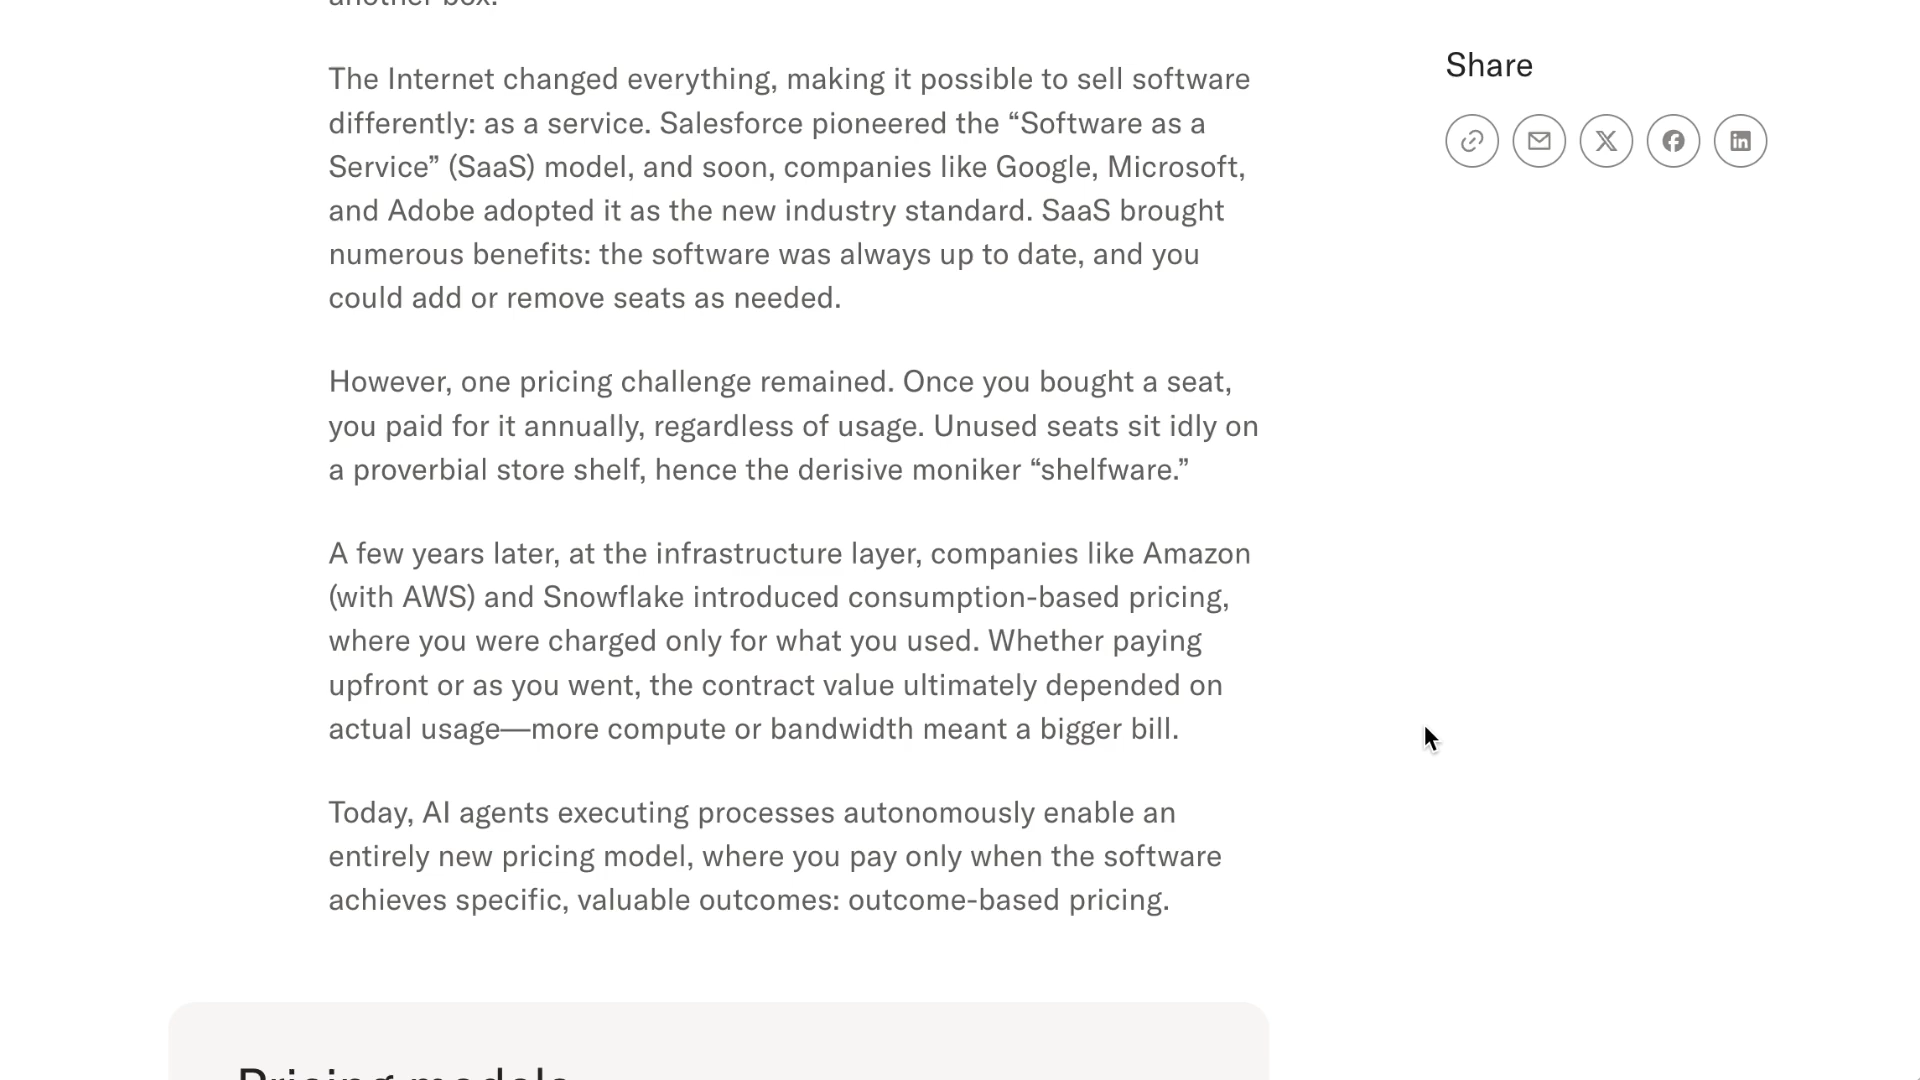 another box.
The Internet changed everything, making it possible to sell software
differently: as a service. Salesforce pioneered the “Software as a
Service” (SaaS) model, and soon, companies like Google, Microsoft,
and Adobe adopted it as the new industry standard. SaaS brought
numerous benefits: the software was always up to date, and you
could add or remove seats as needed.
However, one pricing challenge remained. Once you bought a seat,
you paid for it annually, regardless of usage. Unused seats sit idly on
a proverbial store shelf, hence the derisive moniker “shelfware.”
A few years later, at the infrastructure layer, companies like Amazon
(with AWS) and Snowflake introduced consumption-based pricing,
where you were charged only for what you used. Whether paying
upfront or as you went, the contract value ultimately depended on
actual usage—more compute or bandwidth meant a bigger bill.
Today, AI agents executing processes autonomously enable an
entirely new pricing model, where you pay only when the software
achieves specific, valuable outcomes: outcome-based pricing.
Pricing models
Share